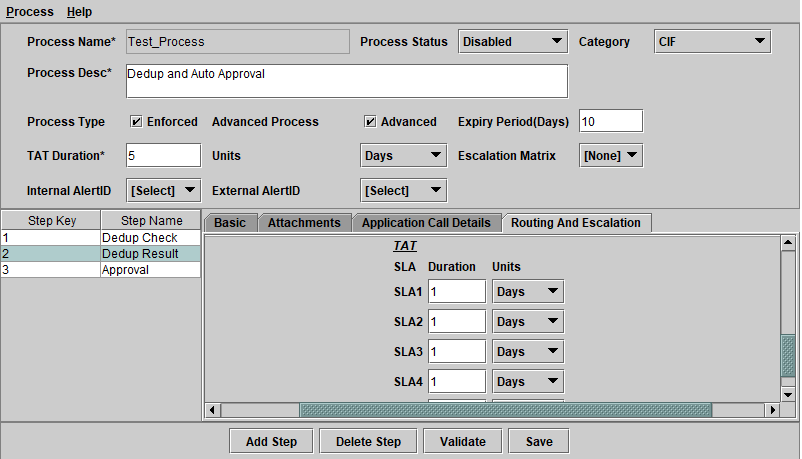 Process Help
Process Name* Test_Process Process Status Disabled Category CIF
Process Desc* Dedup and Auto Approval
Process Type Enforced Advanced Process Advanced Expiry Period(Days) 10
TAT Duration* 5 Units Days Escalation Matrix [None]
Internal AlertID [Select] External AlertID [Select]
Step Key Step Name
1 Dedup Check
2 Dedup Result
3 Approval
Basic Attachments Application Call Details Routing And Escalation
TAT
SLA Duration Units
SLA1 1 Days
SLA2 1 Days
SLA3 1 Days
SLA4 1 Days
Add Step Delete Step Validate Save